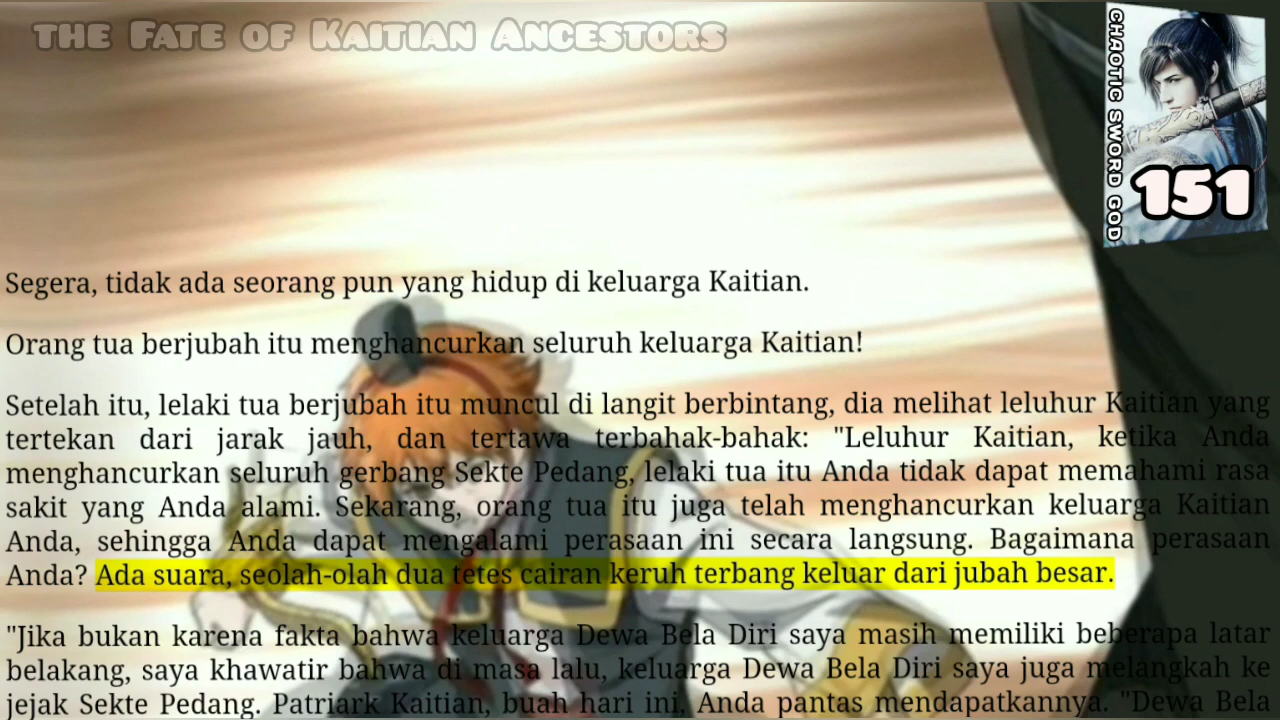 the Fate of Kaitian Ancestors
CHAOTIC SWORD GOD
151
Segera, tidak ada seorang pun yang hidup di keluarga Kaitian.
Orang tua berjubah itu menghancurkan seluruh keluarga Kaitian!
Setelah itu, lelaki tua berjubah itu muncul di langit berbintang, dia melihat leluhur Kaitian yang
tertekan dari jarak jauh, dan tertawa terbahak-bahak: "Leluhur Kaitian, ketika Anda
menghancurkan seluruh gerbang Sekte Pedang, lelaki tua itu Anda tidak dapat memahami rasa
sakit yang Anda alami. Sekarang, orang tua itu juga telah menghancurkan keluarga Kaitian
Anda, sehingga Anda dapat mengalami perasaan ini secara langsung. Bagaimana perasaan
Anda? Ada suara, seolah-olah dua tetes cairan keruh terbang keluar dari jubah besar.
"Jika bukan karena fakta bahwa keluarga Dewa Bela Diri saya masih memiliki beberapa latar
belakang, saya khawatir bahwa di masa lalu, keluarga Dewa Bela Diri saya juga melangkah ke
jejak Sekte Pedang. Patriark Kaitian, buah hari ini, Anda pantas mendapatkannya. "Dewa Bela